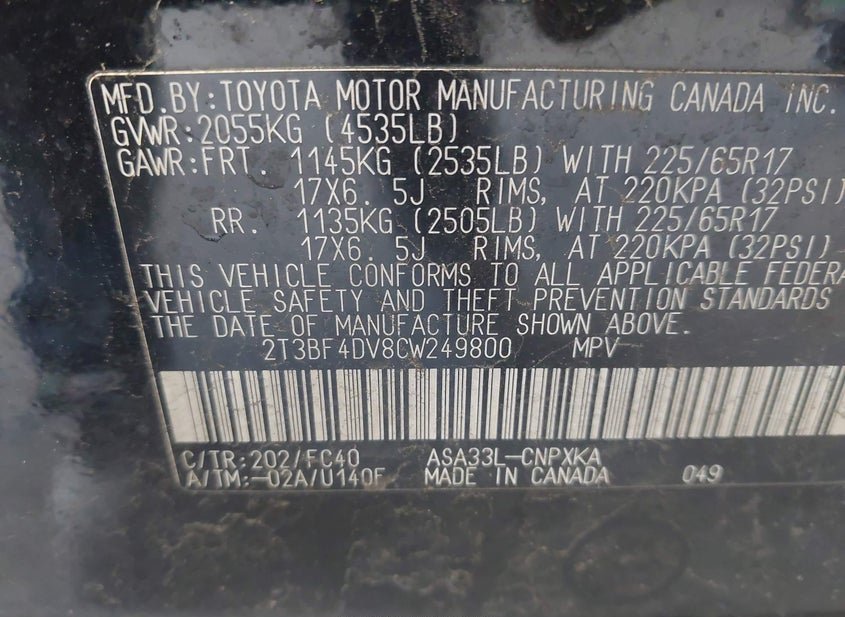 MFD.BY:TOYOTA MOTOR MANUFACTURING CANADA INC.
GVWR:2055KG (4535LB)
GAWR:FRT. 1145KG (2535LB) WITH 225/65R17
17X6. 5J RIMS, AT 220KPA (32PSI)
RR. 1135KG (2505LB) WITH 225/65R17
17X6. 5J RIMS, AT 220KPA (32PSI)
THIS VEHICLE CONFORMS TO ALL APPLICABLE FEDERA
VEHICLE SAFETY AND THEFT PREVENTION STANDARDS
THE DATE OF MANUFACTURE SHOWN ABOVE.
2T3BF4DV8CW249800 MPV
C/TR:202/FC40 ASA33L-CNPXKA
A/TM:-02A/U140F MADE IN CANADA 049